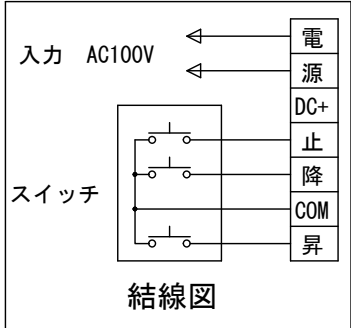 入力 AC100V
電
源
DC+
止
降
COM
昇
スイッチ
結線図